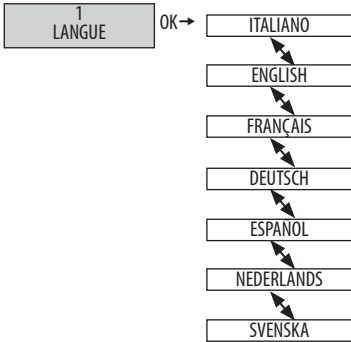 1
LANGUE
OK→
ITALIANO
ENGLISH
FRANÇAIS
DEUTSCH
ESPAÑOL
NEDERLANDS
SVENSKA